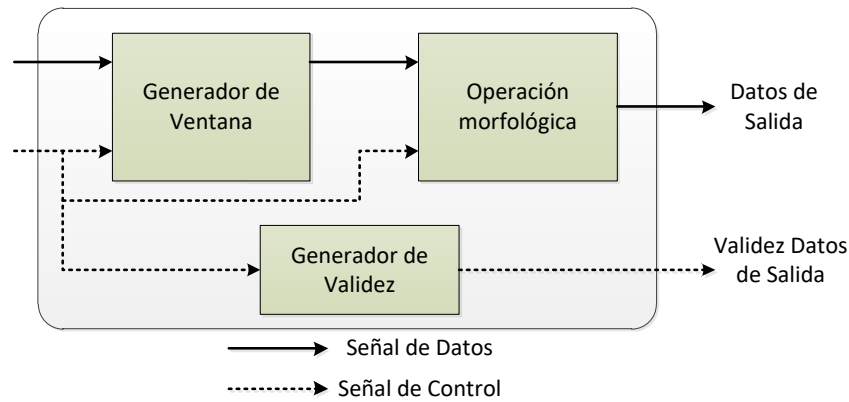 Generador de
Ventana
Operación
morfológica
Datos de
Salida
Generador de
Validez
Validez Datos
de Salida
Señal de Datos
Señal de Control